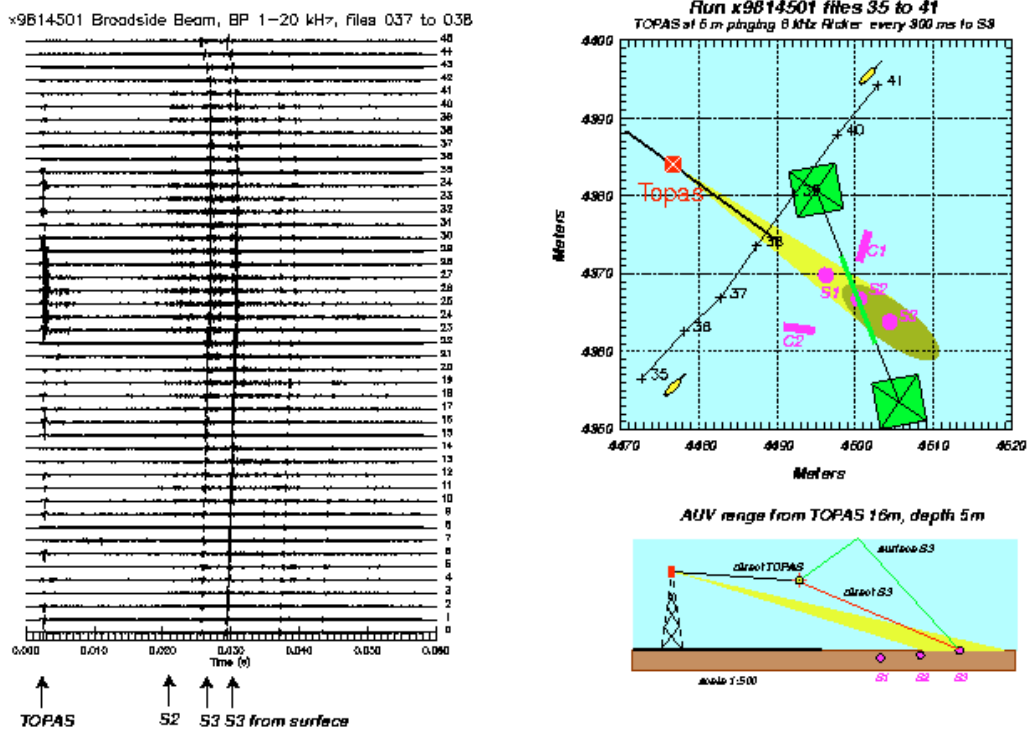 x9814501 Broadside Beam, BP 1-20 kHz, files 037 to 038
45
44
43
42
41
40
39
38
37
36
35
34
33
32
31
30
29
28
27
26
25
24
23
22
21
20
19
18
17
16
15
14
13
12
11
10
9
8
7
6
5
4
3
2
1
0
0.000 0.010 0.020 0.030 0.040 0.050 0.060
Time (s)
TOPAS S2 S3 S3 from surface
Run x9814501 files 35 to 41
TOPAS at 5 m pinging 8 kHz Ricker every 300 ms to S3
4400
4390
4380
4370
4360
4350
Meters
41
40
39
Topas
38
C1
S1
S2
37
S3
36
C2
35
4470 4480 4490 4600 4610 4620
Meters
AUV range from TOPAS 16m, depth 5m
surface S3
direct TOPAS
direct S3
scale 1:500
S1 S2 S3